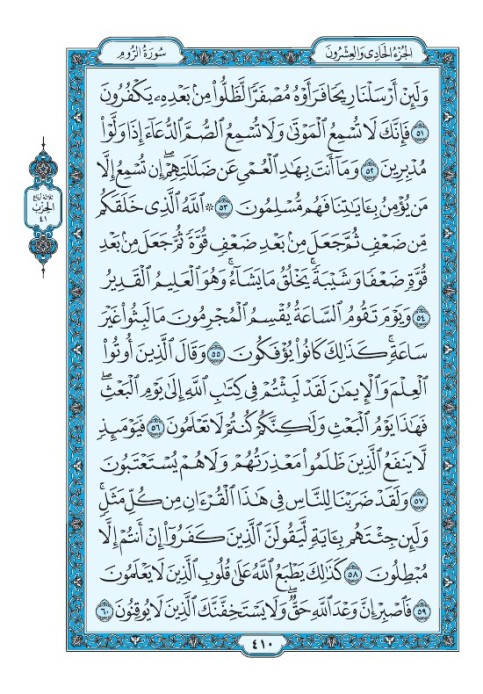 الجُزْءُ الحَادِي وَالعِشْرُونَ
سُورَةُ الرُّومِ
وَلَئِنْ أَرْسَلْنَا رِيحًا فَرَأَوْهُ مُصْفَرًّا لَّظَلُّوا۟ مِنۢ بَعْدِهِۦ يَكْفُرُونَ
٥١ فَإِنَّكَ لَا تُسْمِعُ ٱلْمَوْتَىٰ وَلَا تُسْمِعُ ٱلصُّمَّ ٱلدُّعَآءَ إِذَا وَلَّوْا۟
مُدْبِرِينَ ٥٢ وَمَآ أَنتَ بِهَٰدِ ٱلْعُمْىِ عَن ضَلَٰلَتِهِمْ ۖ إِن تُسْمِعُ إِلَّا
مَن يُؤْمِنُ بِـَٔايَٰتِنَا فَهُم مُّسْلِمُونَ ٥٣ ۞ ٱللَّهُ ٱلَّذِى خَلَقَكُم
مِّن ضَعْفٍ ثُمَّ جَعَلَ مِنۢ بَعْدِ ضَعْفٍ قُوَّةً ثُمَّ جَعَلَ مِنۢ بَعْدِ
قُوَّةٍ ضَعْفًا وَشَيْبَةً ۚ يَخْلُقُ مَا يَشَآءُ ۖ وَهُوَ ٱلْعَلِيمُ ٱلْقَدِيرُ
٥٤ وَيَوْمَ تَقُومُ ٱلسَّاعَةُ يُقْسِمُ ٱلْمُجْرِمُونَ مَا لَبِثُوا۟ غَيْرَ
سَاعَةٍ ۚ كَذَٰلِكَ كَانُوا۟ يُؤْفَكُونَ ٥٥ وَقَالَ ٱلَّذِينَ أُوتُوا۟
ٱلْعِلْمَ وَٱلْإِيمَٰنَ لَقَدْ لَبِثْتُمْ فِى كِتَٰبِ ٱللَّهِ إِلَىٰ يَوْمِ ٱلْبَعْثِ ۖ
فَهَٰذَا يَوْمُ ٱلْبَعْثِ وَلَٰكِنَّكُمْ كُنتُمْ لَا تَعْلَمُونَ ٥٦ فَيَوْمَئِذٍ
لَّا يَنفَعُ ٱلَّذِينَ ظَلَمُوا۟ مَعْذِرَتُهُمْ وَلَا هُمْ يُسْتَعْتَبُونَ
٥٧ وَلَقَدْ ضَرَبْنَا لِلنَّاسِ فِى هَٰذَا ٱلْقُرْءَانِ مِن كُلِّ مَثَلٍ ۚ
وَلَئِن جِئْتَهُم بِـَٔايَةٍ لَّيَقُولَنَّ ٱلَّذِينَ كَفَرُوٓا۟ إِنْ أَنتُمْ إِلَّا
مُبْطِلُونَ ٥٨ كَذَٰلِكَ يَطْبَعُ ٱللَّهُ عَلَىٰ قُلُوبِ ٱلَّذِينَ لَا يَعْلَمُونَ
٥٩ فَٱصْبِرْ إِنَّ وَعْدَ ٱللَّهِ حَقٌّ ۖ وَلَا يَسْتَخِفَّنَّكَ ٱلَّذِينَ لَا يُوقِنُونَ ٦٠
ثلاثة أرباع
الحزب
٤١
٤١٠